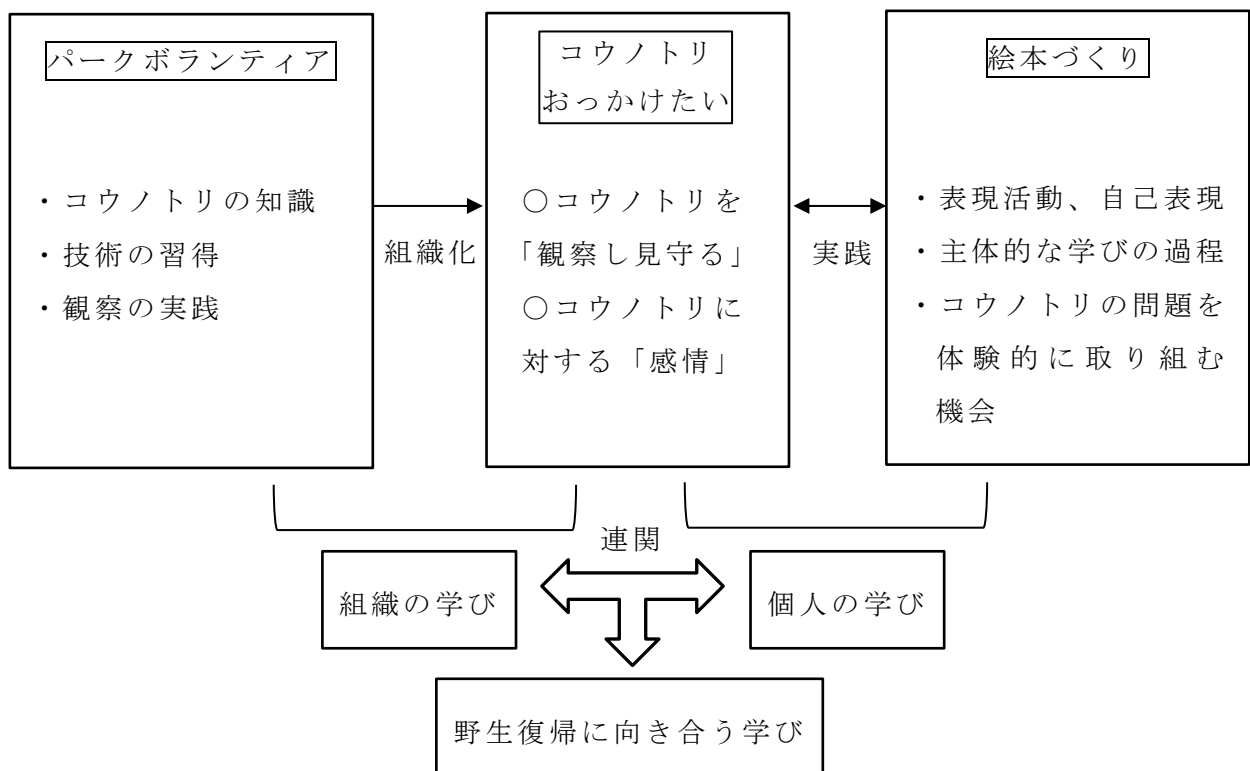 パークボランティア
・コウノトリの知識
・技術の習得
・観察の実践
組織化
コウノトリ
おっかけたい
○コウノトリを
「観察し見守る」
○コウノトリに
対する「感情」
実践
絵本づくり
・表現活動、自己表現
・主体的な学びの過程
・コウノトリの問題を
体験的に取り組む
機会
連関
組織の学び
個人の学び
野生復帰に向き合う学び